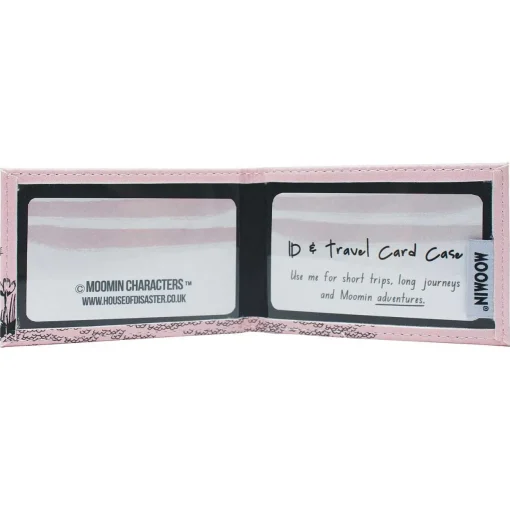 © MOOMIN CHARACTERS™
WWW.HOUSEOFDISASTER.CO.UK
ID & Travel Card Case
Use me for short trips, long journeys
and Moomin adventures.
MOOMIN®